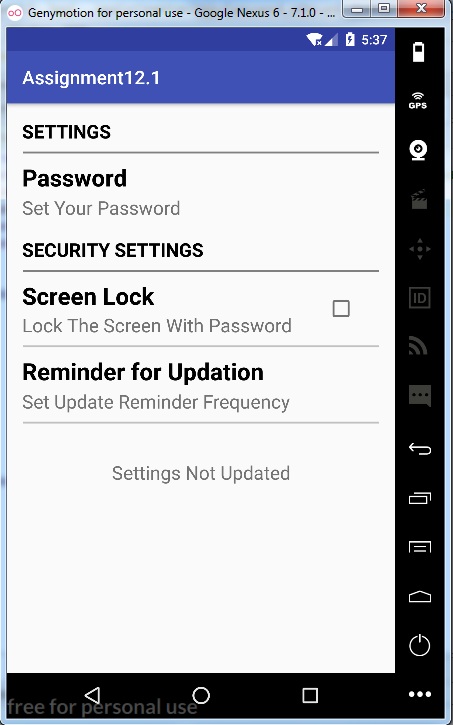 Genymotion for personal use - Google Nexus 6 - 7.1.0 - ...
5:37
Assignment12.1
GPS
SETTINGS
Password
Set Your Password
SECURITY SETTINGS
Screen Lock
Lock The Screen With Password
ID
Reminder for Updation
Set Update Reminder Frequency
Settings Not Updated
free for personal use